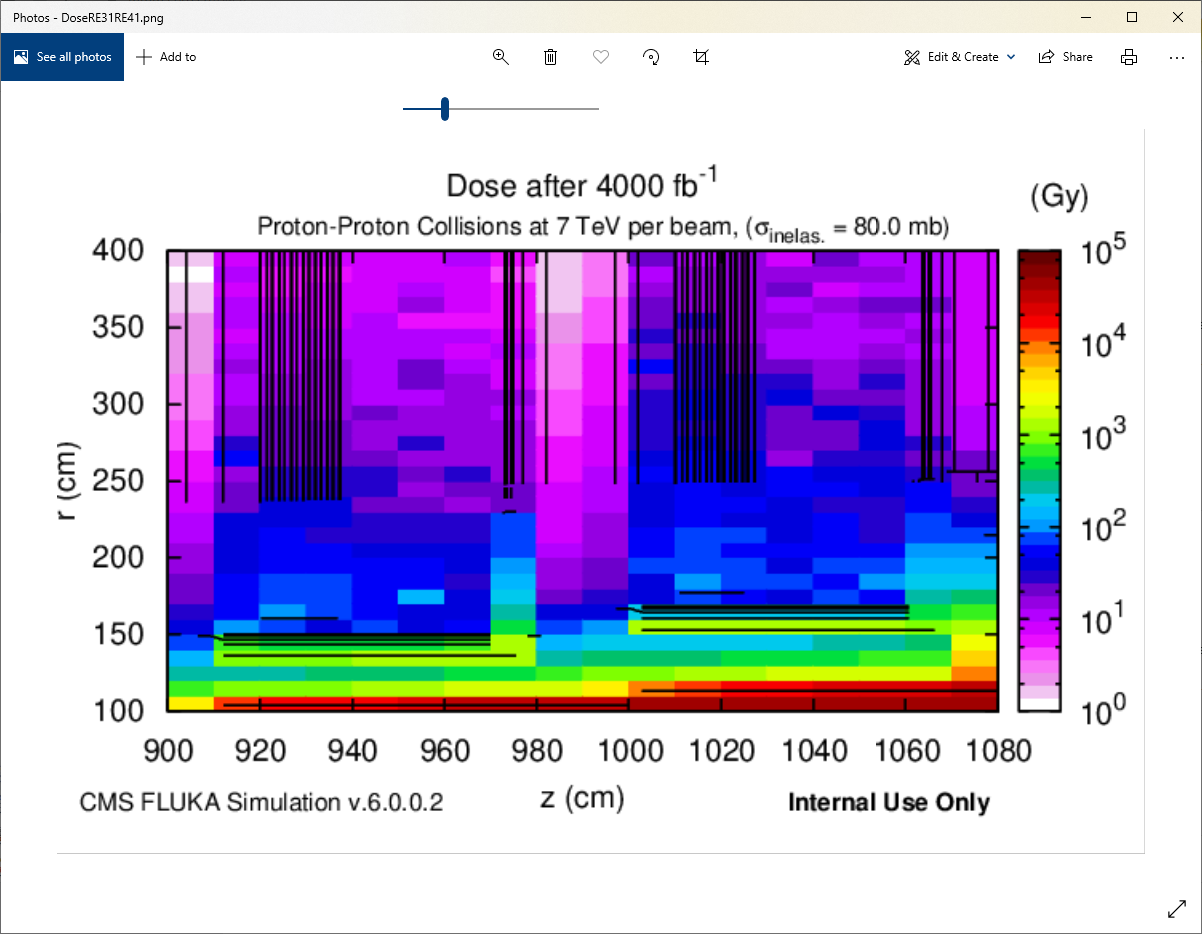 Photos - DoseRE31RE41.png
See all photos
Add to
Edit & Create
Share
Dose after 4000 fb⁻¹
(Gy)
Proton-Proton Collisions at 7 TeV per beam, (σinelas. = 80.0 mb)
400
350
300
250
200
150
100
r (cm)
10⁵
10⁴
10³
10²
10¹
10⁰
900 920 940 960 980 1000 1020 1040 1060 1080
CMS FLUKA Simulation v.6.0.0.2
z (cm)
Internal Use Only